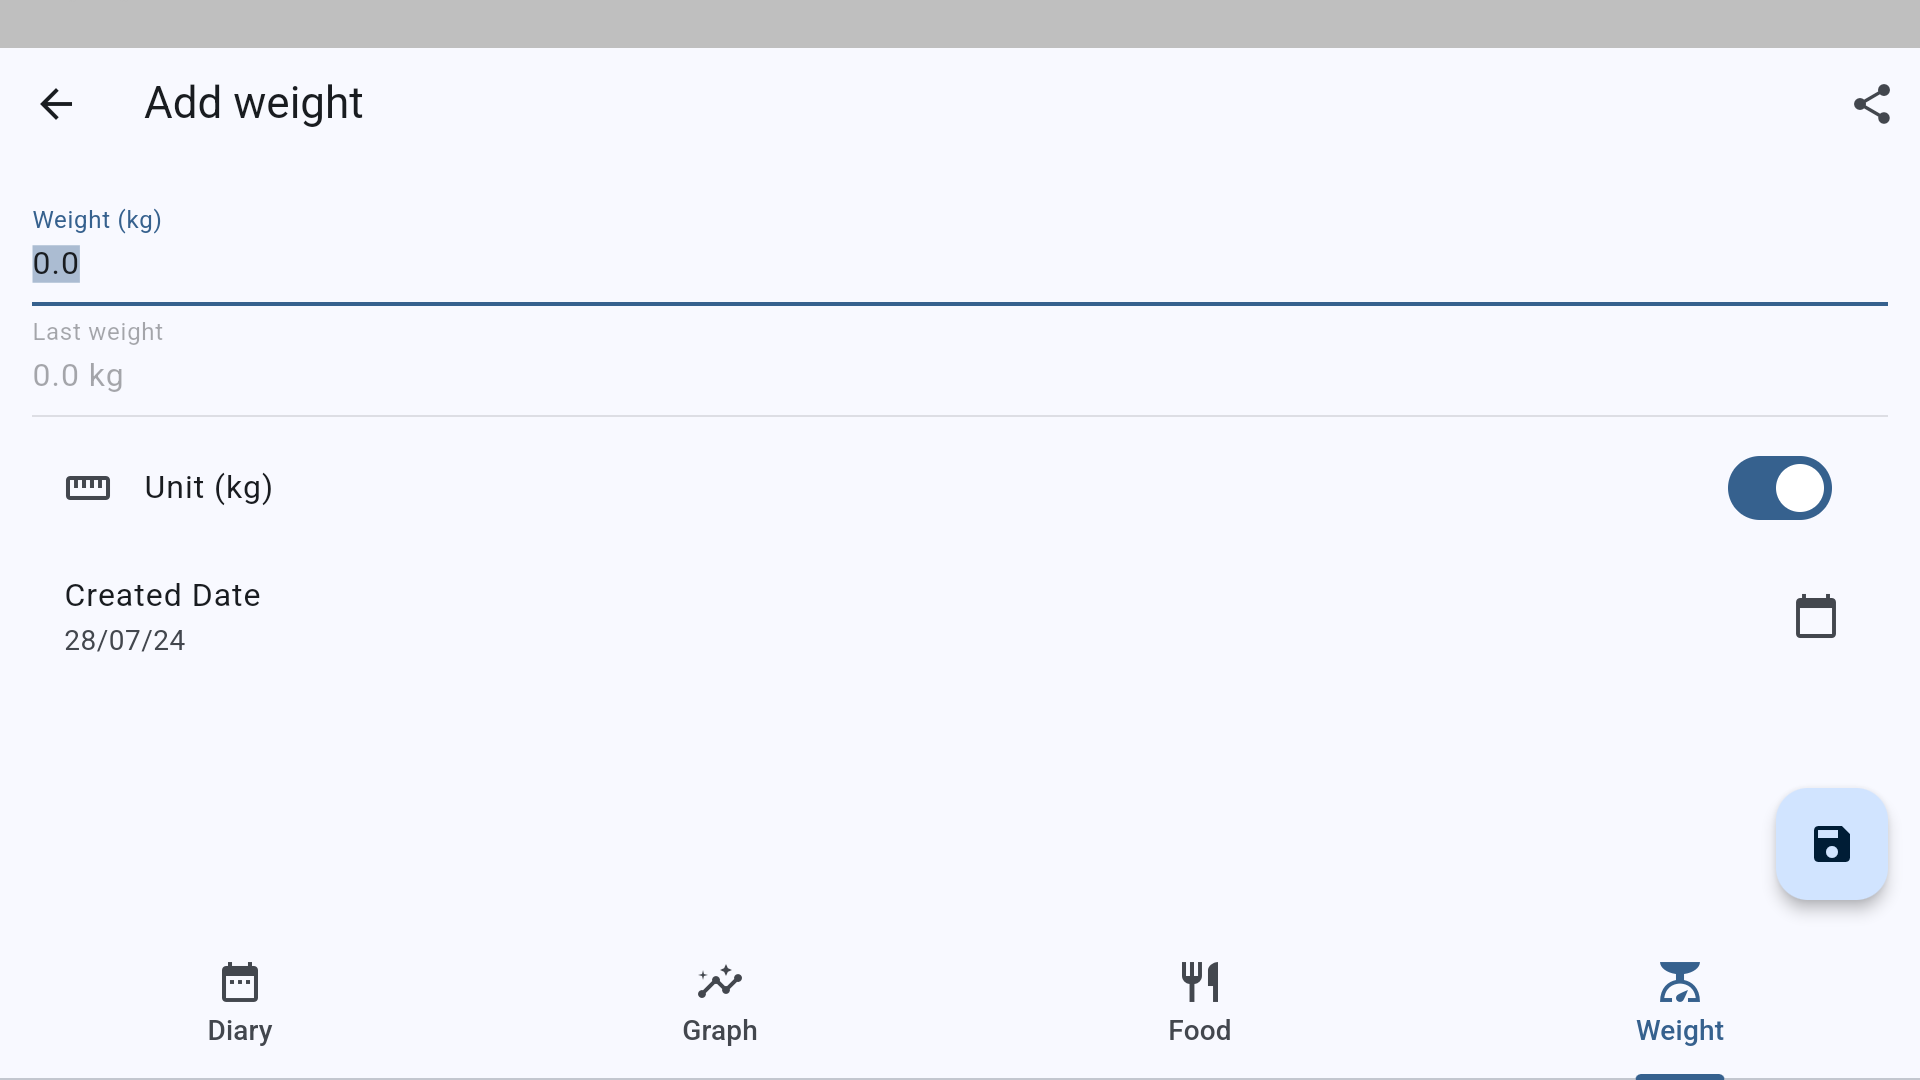 Add weight
Weight (kg)
0.0
Last weight
0.0 kg
Unit (kg)
Created Date
28/07/24
Diary
Graph
Food
Weight